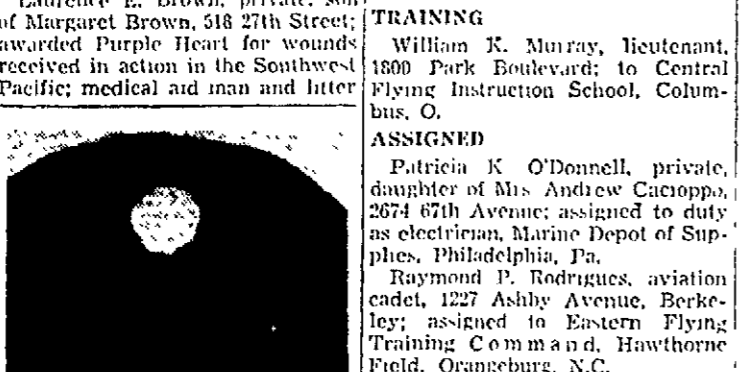 Laurence E. Brown, private, son
of Margaret Brown, 518 27th Street;
awarded Purple Heart for wounds
received in action in the Southwest
Pacific; medical aid man and litter
TRAINING
William K. Murray, lieutenant,
1800 Park Boulevard; to Central
Flying Instruction School, Colum-
bus, O.
ASSIGNED
Patricia K O'Donnell, private,
daughter of Mrs Andrew Cacioppo,
2674 67th Avenue; assigned to duty
as electrician, Marine Depot of Sup-
plies, Philadelphia, Pa.
Raymond P. Rodrigues, aviation
cadet, 1227 Ashby Avenue, Berke-
ley; assigned to Eastern Flying
Training Command, Hawthorne
Field, Orangeburg, N.C.